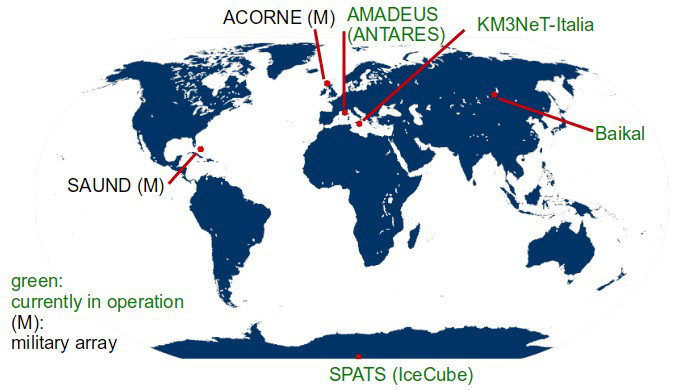 ACORNE (M)
AMADEUS
(ANTARES)
KM3NeT-Italia
Baikal
SAUND (M)
green:
currently in operation
(M):
military array
SPATS (IceCube)